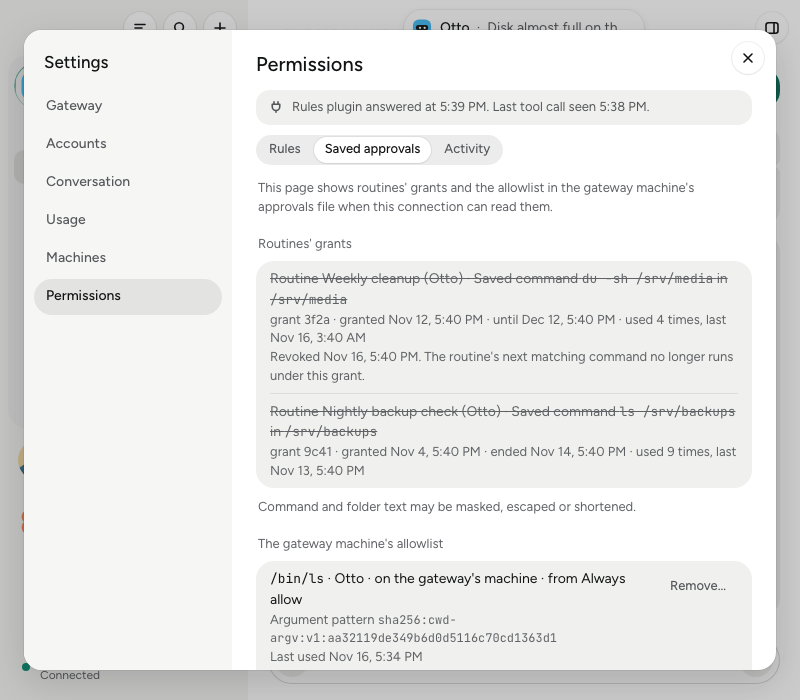 Otto · Disk almost full on th
Settings
Gateway
Accounts
Conversation
Usage
Machines
Permissions
Connected
Permissions
Rules plugin answered at 5:39 PM. Last tool call seen 5:38 PM.
Rules Saved approvals Activity
This page shows routines' grants and the allowlist in the gateway machine's
approvals file when this connection can read them.
Routines' grants
Routine Weekly cleanup (Otto) · Saved command du -sh /srv/media in
/srv/media
grant 3f2a · granted Nov 12, 5:40 PM · until Dec 12, 5:40 PM · used 4 times, last
Nov 16, 3:40 AM
Revoked Nov 16, 5:40 PM. The routine's next matching command no longer runs
under this grant.
Routine Nightly backup check (Otto) · Saved command ls /srv/backups
in /srv/backups
grant 9c41 · granted Nov 4, 5:40 PM · ended Nov 14, 5:40 PM · used 9 times, last
Nov 13, 5:40 PM
Command and folder text may be masked, escaped or shortened.
The gateway machine's allowlist
/bin/ls · Otto · on the gateway's machine · from Always
allow
Remove...
Argument pattern sha256:cwd-
argv:v1:aa32119de349b6d0d5116c70cd1363d1
Last used Nov 16, 5:34 PM